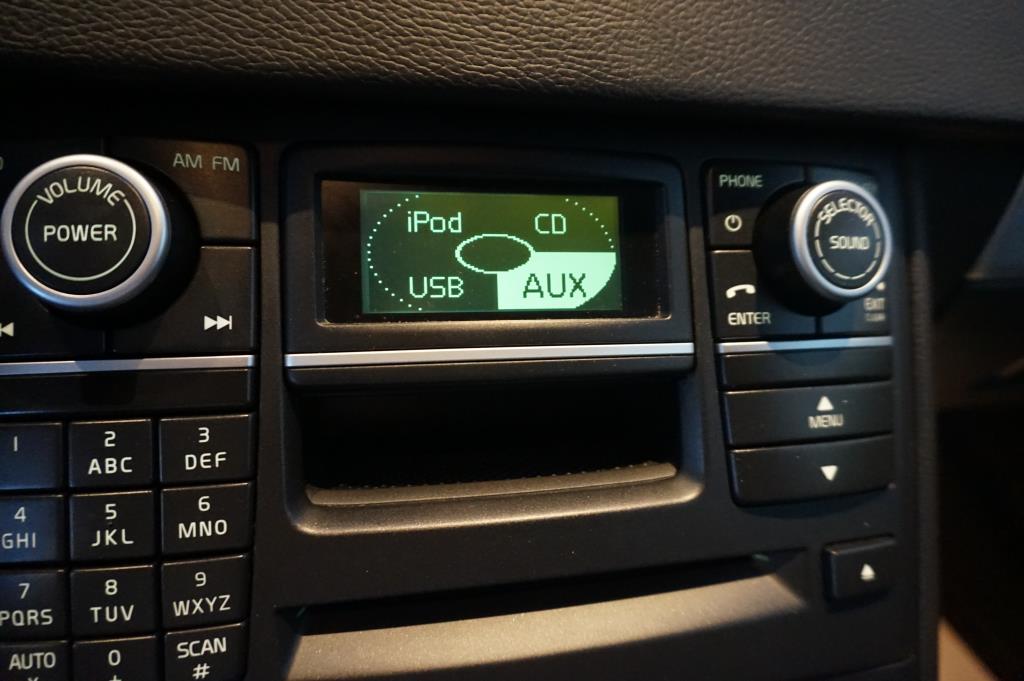 VOLUME
POWER
AM FM
iPod
CD
USB
AUX
PHONE
SELECTOR
SOUND
ENTER
EXIT
MENU
1
2
ABC
3
DEF
4
GHI
5
JKL
6
MNO
7
PQRS
8
TUV
9
WXYZ
AUTO
0
+
SCAN
#